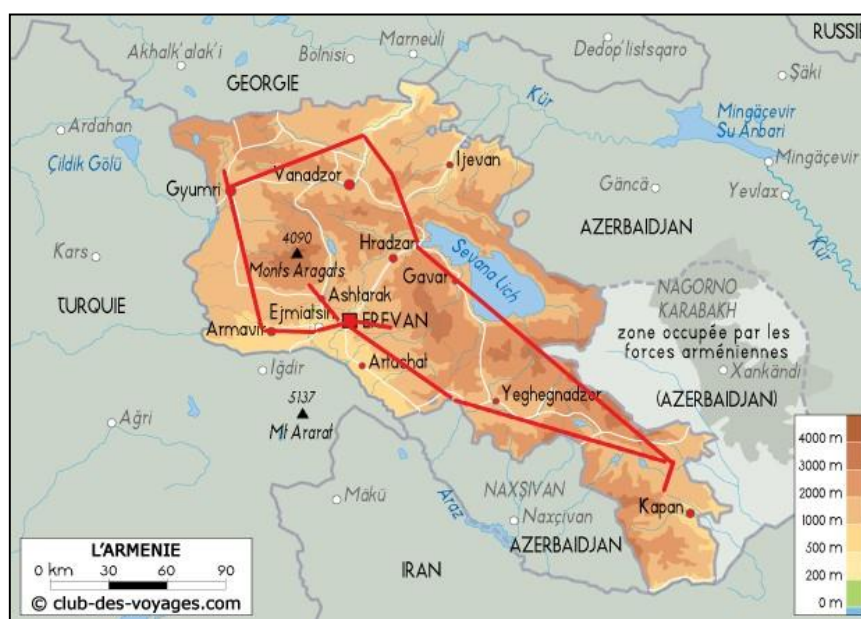 RUSSIE
Marneuli
Dedop'listsqaro
Akhalk'alak'i
Bolnisi
GEORGIE
Şäki
Kür
Mingäçevir
Su Anbari
Ardahan
Çildik Gölü
Ijevan
Vanadzor
Gyumri
Mingäçevir
Gäncä
Yevlax
AZERBAIDJAN
Kür
Kars
4090
Monts Aragats
Hradzan
Sevana Lich
Gavar
NAGORNO
KARABAKH
TURQUIE
Ashtarak
Ejmiatsin
EREVAN
Armavir
zone occupée par les
forces arméniennes
Iğdir
Artashat
Xankändi
5137
Mt Ararat
Yeghegnadzor
(AZERBAIDJAN)
Ağri
4000 m
3000 m
2000 m
1000 m
500 m
200 m
0 m
Mäkü
Araz
NAXŞIVAN
Naxçivan
Kapan
AZERBAIDJAN
IRAN
L'ARMENIE
0 km 30 60 90
© club-des-voyages.com